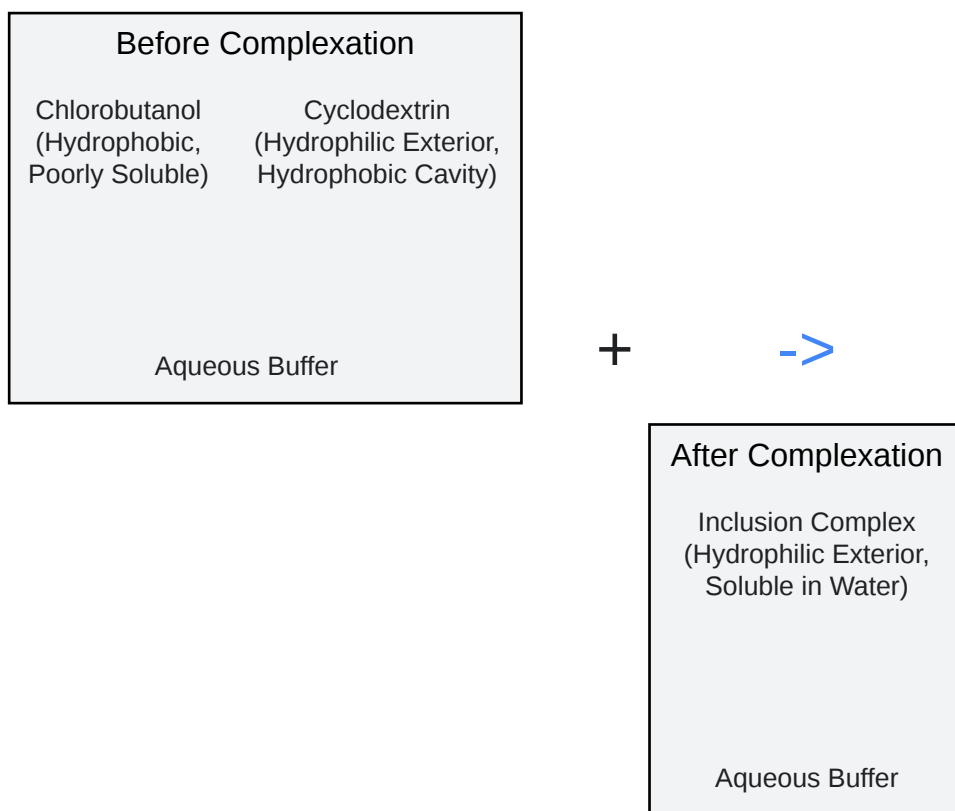 Before Complexation
Chlorobutanol
(Hydrophobic,
Poorly Soluble)
Cyclodextrin
(Hydrophilic Exterior,
Hydrophobic Cavity)
Aqueous Buffer
+
->
After Complexation
Inclusion Complex
(Hydrophilic Exterior,
Soluble in Water)
Aqueous Buffer